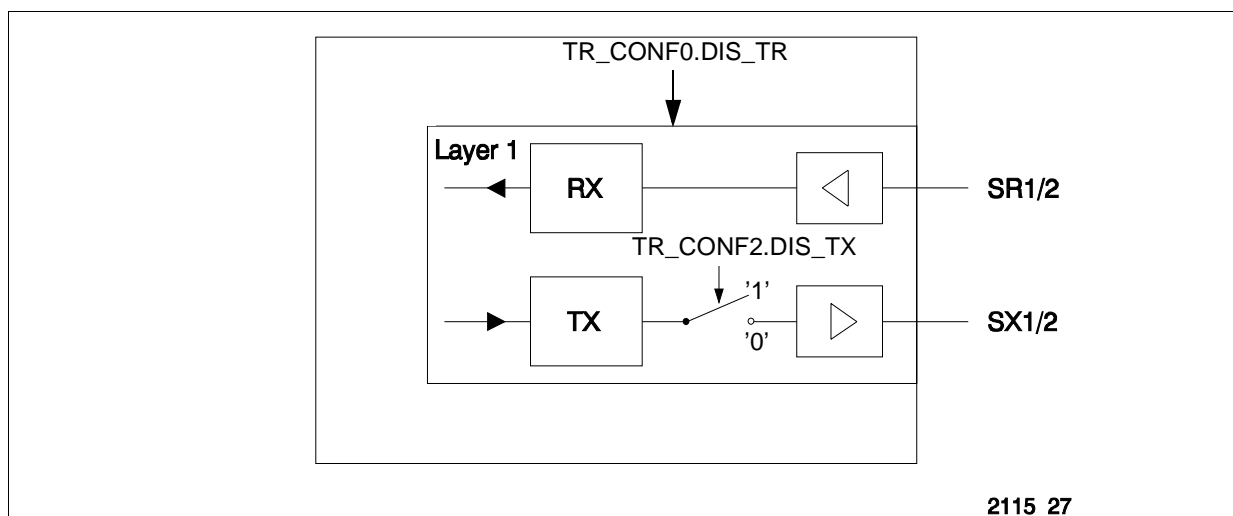 TR_CONF0.DIS_TR
Layer 1
RX
SR1/2
TR_CONF2.DIS_TX
TX
'1'
'0'
SX1/2
2115_27